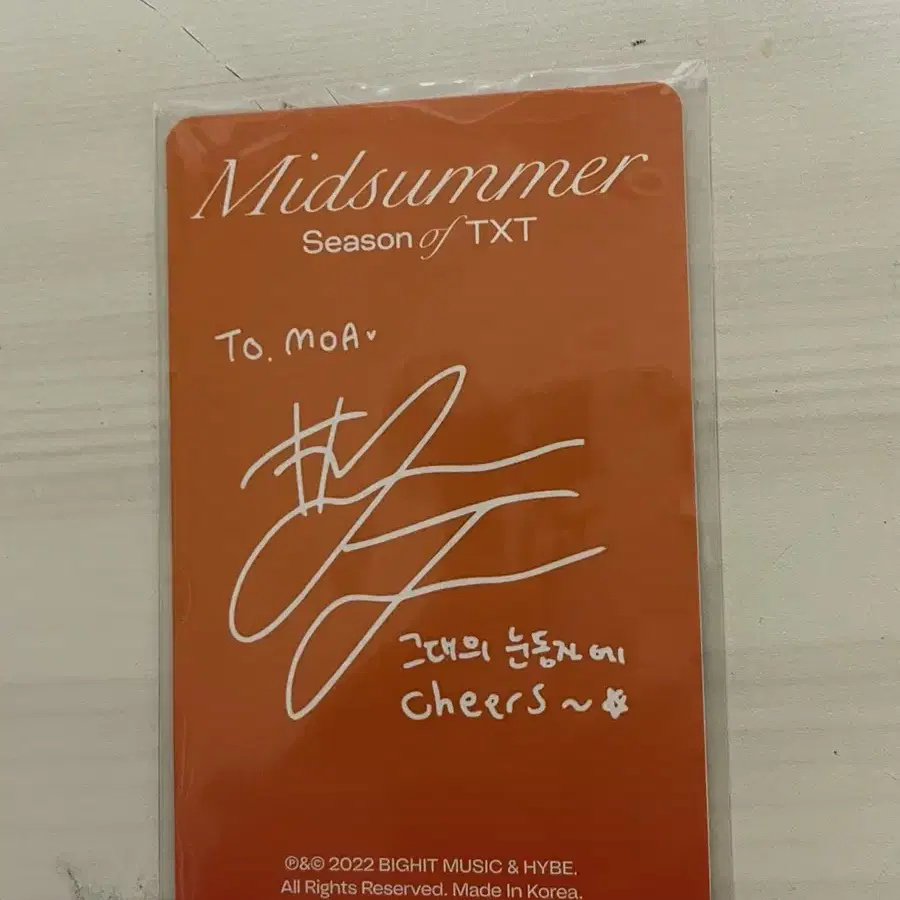 Midsummer
Season of TXT
To. MOA♥
그대의 눈동자에
cheers ~☆
℗&© 2022 BIGHIT MUSIC & HYBE.
All Rights Reserved. Made In Korea.